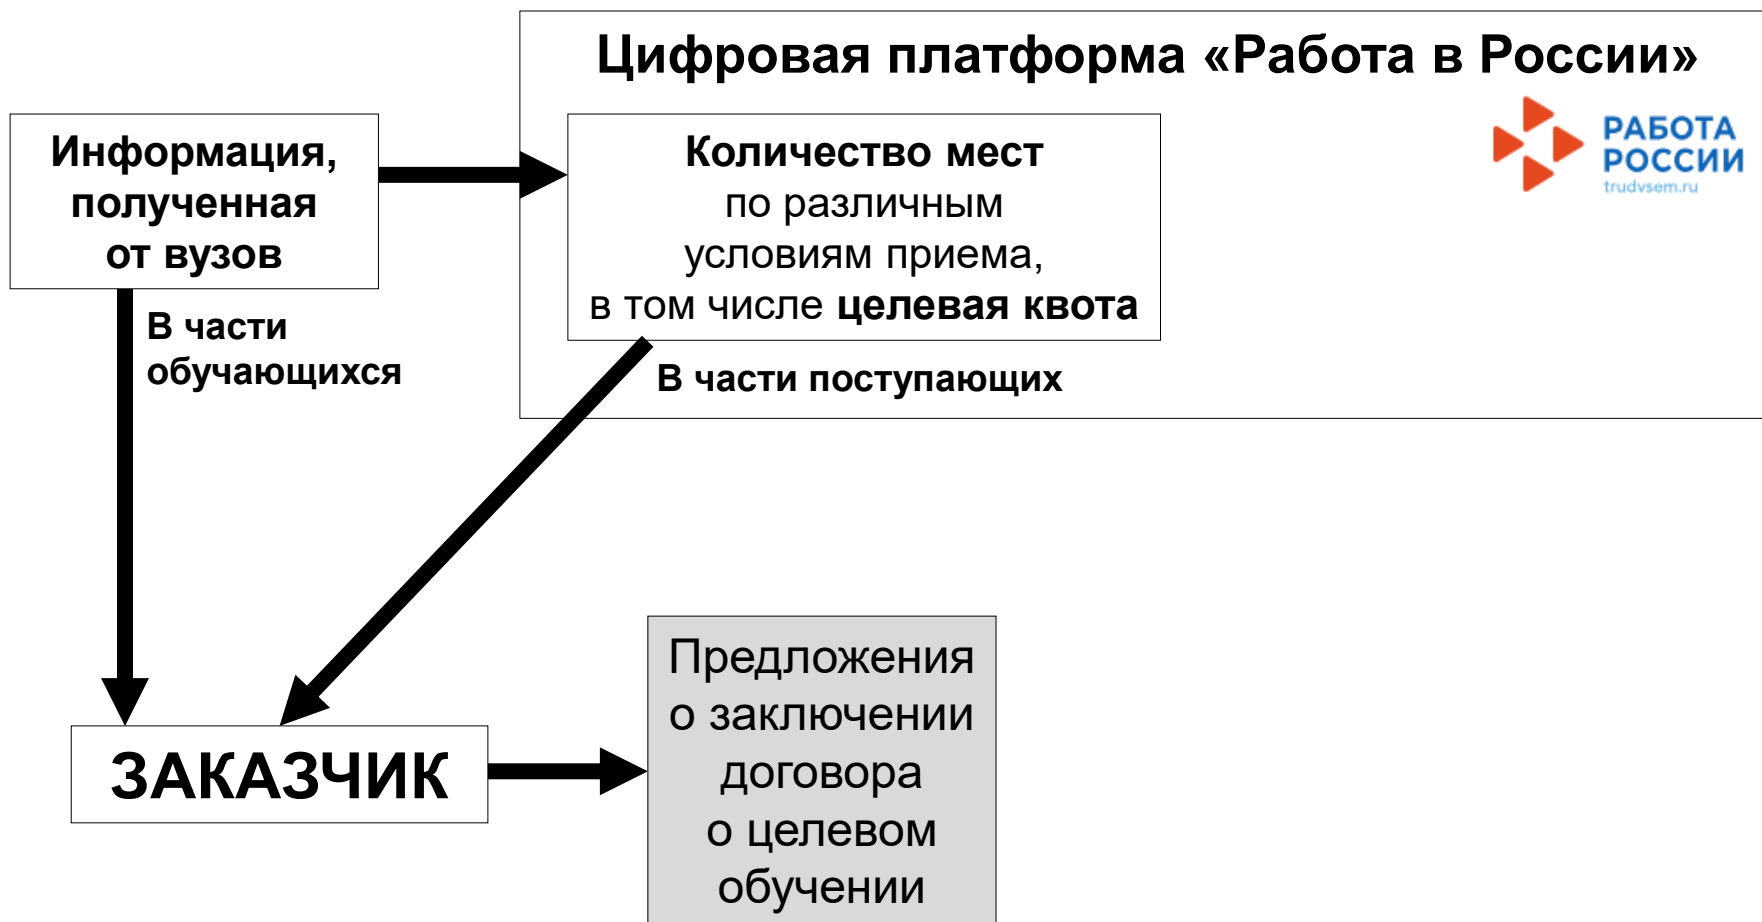 Цифровая платформа «Работа в России»
РАБОТА
РОССИИ
trudvsem.ru
Информация,
полученная
от вузов
Количество мест
по различным
условиям приема,
в том числе целевая квота
В части
обучающихся
В части поступающих
ЗАКАЗЧИК
Предложения
о заключении
договора
о целевом
обучении